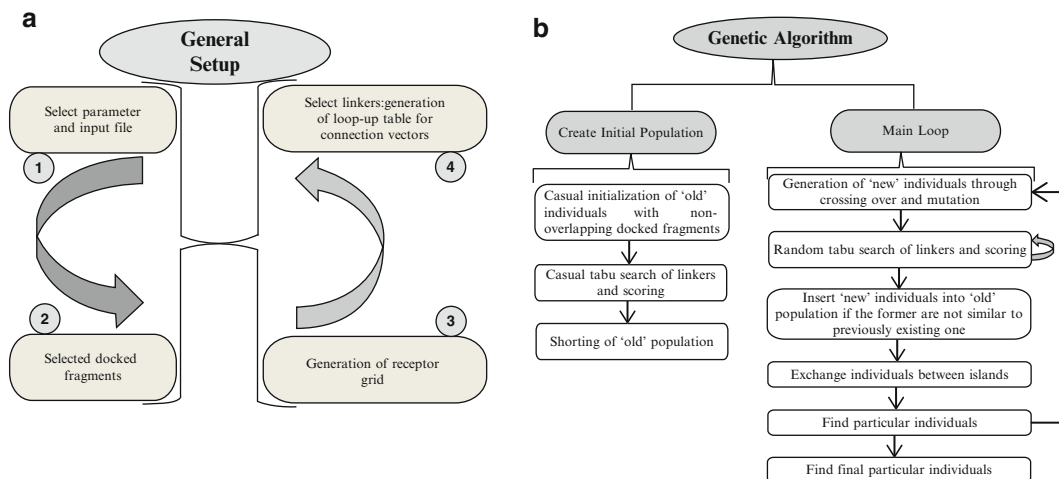 a
General
Setup
Select parameter
and input file
1
Select linkers:generation
of loop-up table for
connection vectors
4
2
Selected docked
fragments
3
Generation of receptor
grid
b
Genetic Algorithm
Create Initial Population
Casual initialization of ‘old’
individuals with non-
overlapping docked fragments
Casual tabu search of linkers
and scoring
Shorting of ‘old’ population
Main Loop
Generation of ‘new’ individuals through
crossing over and mutation
Random tabu search of linkers and scoring
Insert ‘new’ individuals into ‘old’
population if the former are not similar to
previously existing one
Exchange individuals between islands
Find particular individuals
Find final particular individuals